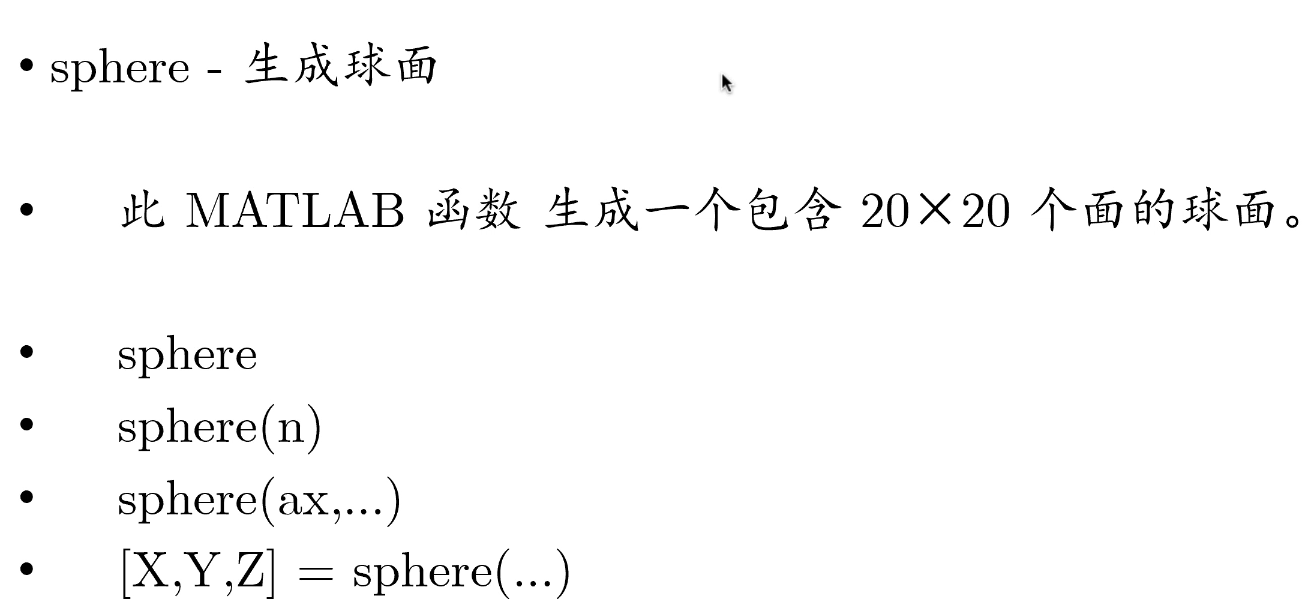 • sphere - 生成球面
• 此 MATLAB 函数 生成一个包含 20×20 个面的球面。
• sphere
• sphere(n)
• sphere(ax,...)
• [X,Y,Z] = sphere(...)